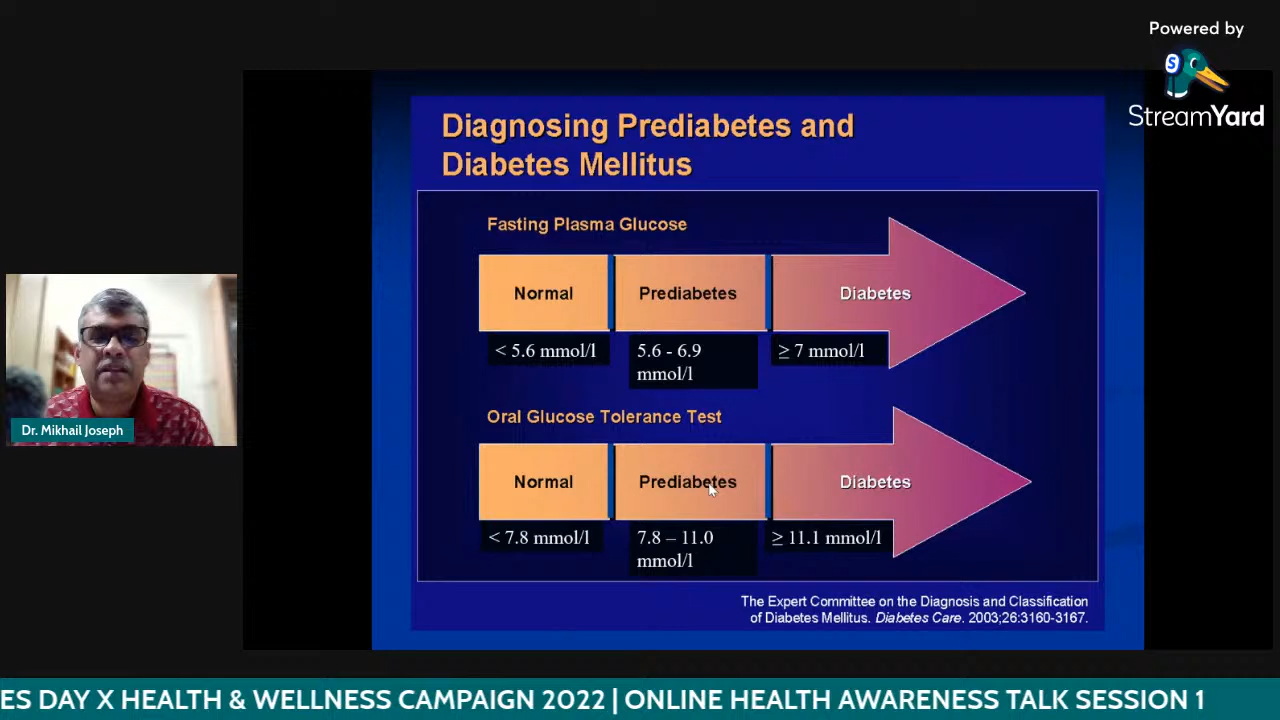 Powered by
S
StreamYard
Diagnosing Prediabetes and
Diabetes Mellitus
Fasting Plasma Glucose
Normal
Prediabetes
Diabetes
< 5.6 mmol/l
5.6 - 6.9
mmol/l
≥ 7 mmol/l
Oral Glucose Tolerance Test
Normal
Prediabetes
Diabetes
< 7.8 mmol/l
7.8 – 11.0
mmol/l
≥ 11.1 mmol/l
The Expert Committee on the Diagnosis and Classification
of Diabetes Mellitus. Diabetes Care. 2003;26:3160-3167.
Dr. Mikhail Joseph
ES DAY X HEALTH & WELLNESS CAMPAIGN 2022 | ONLINE HEALTH AWARENESS TALK SESSION 1